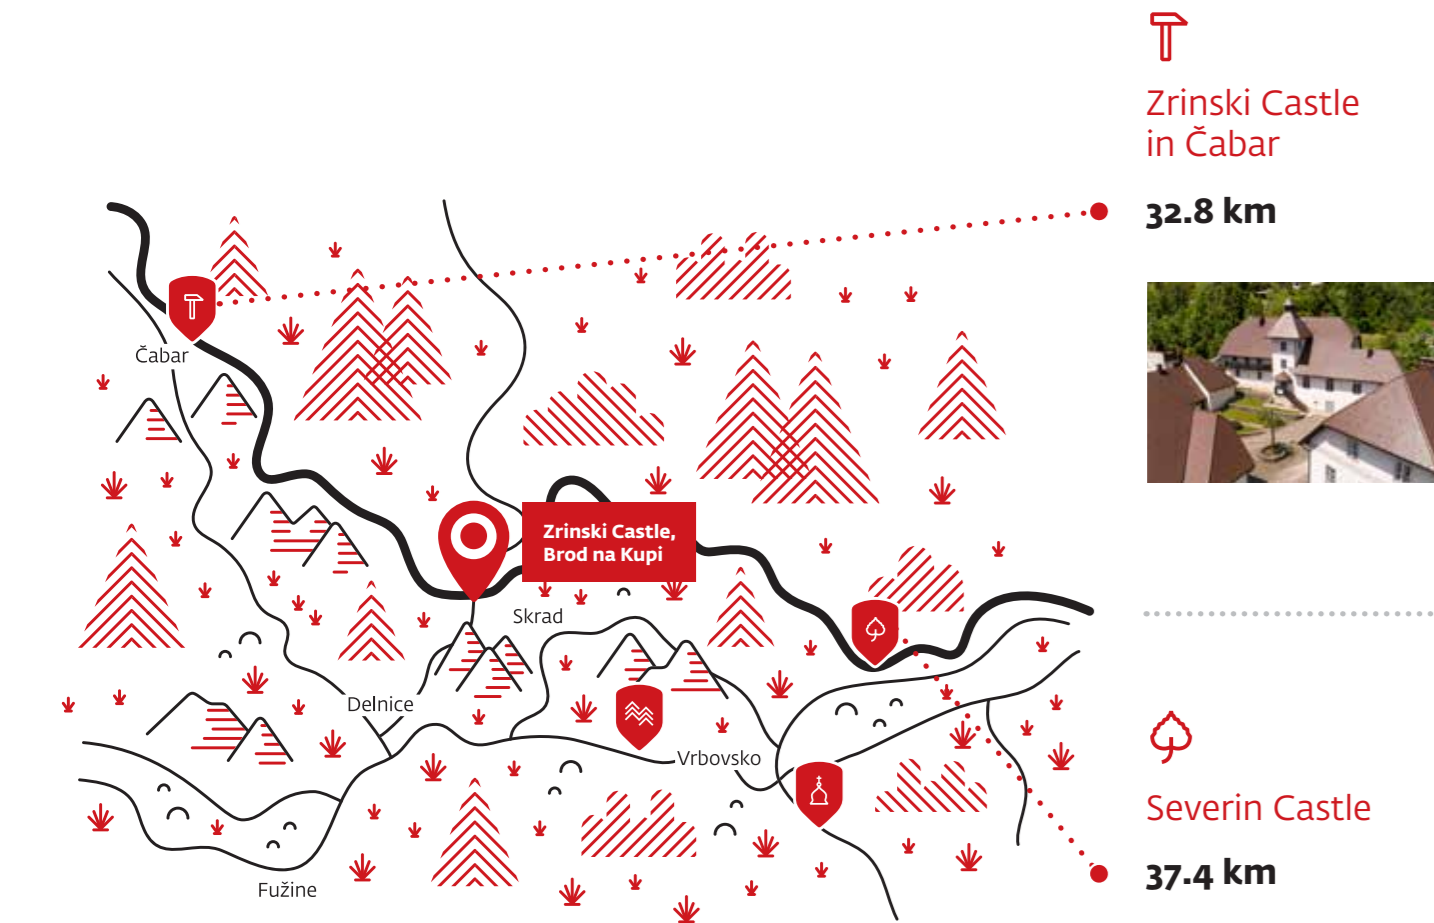 Zrinski Castle
in Čabar
32.8 km
Čabar
Zrinski Castle,
Brod na Kupi
Skrad
Delnice
Vrbovsko
Fužine
Severin Castle
37.4 km